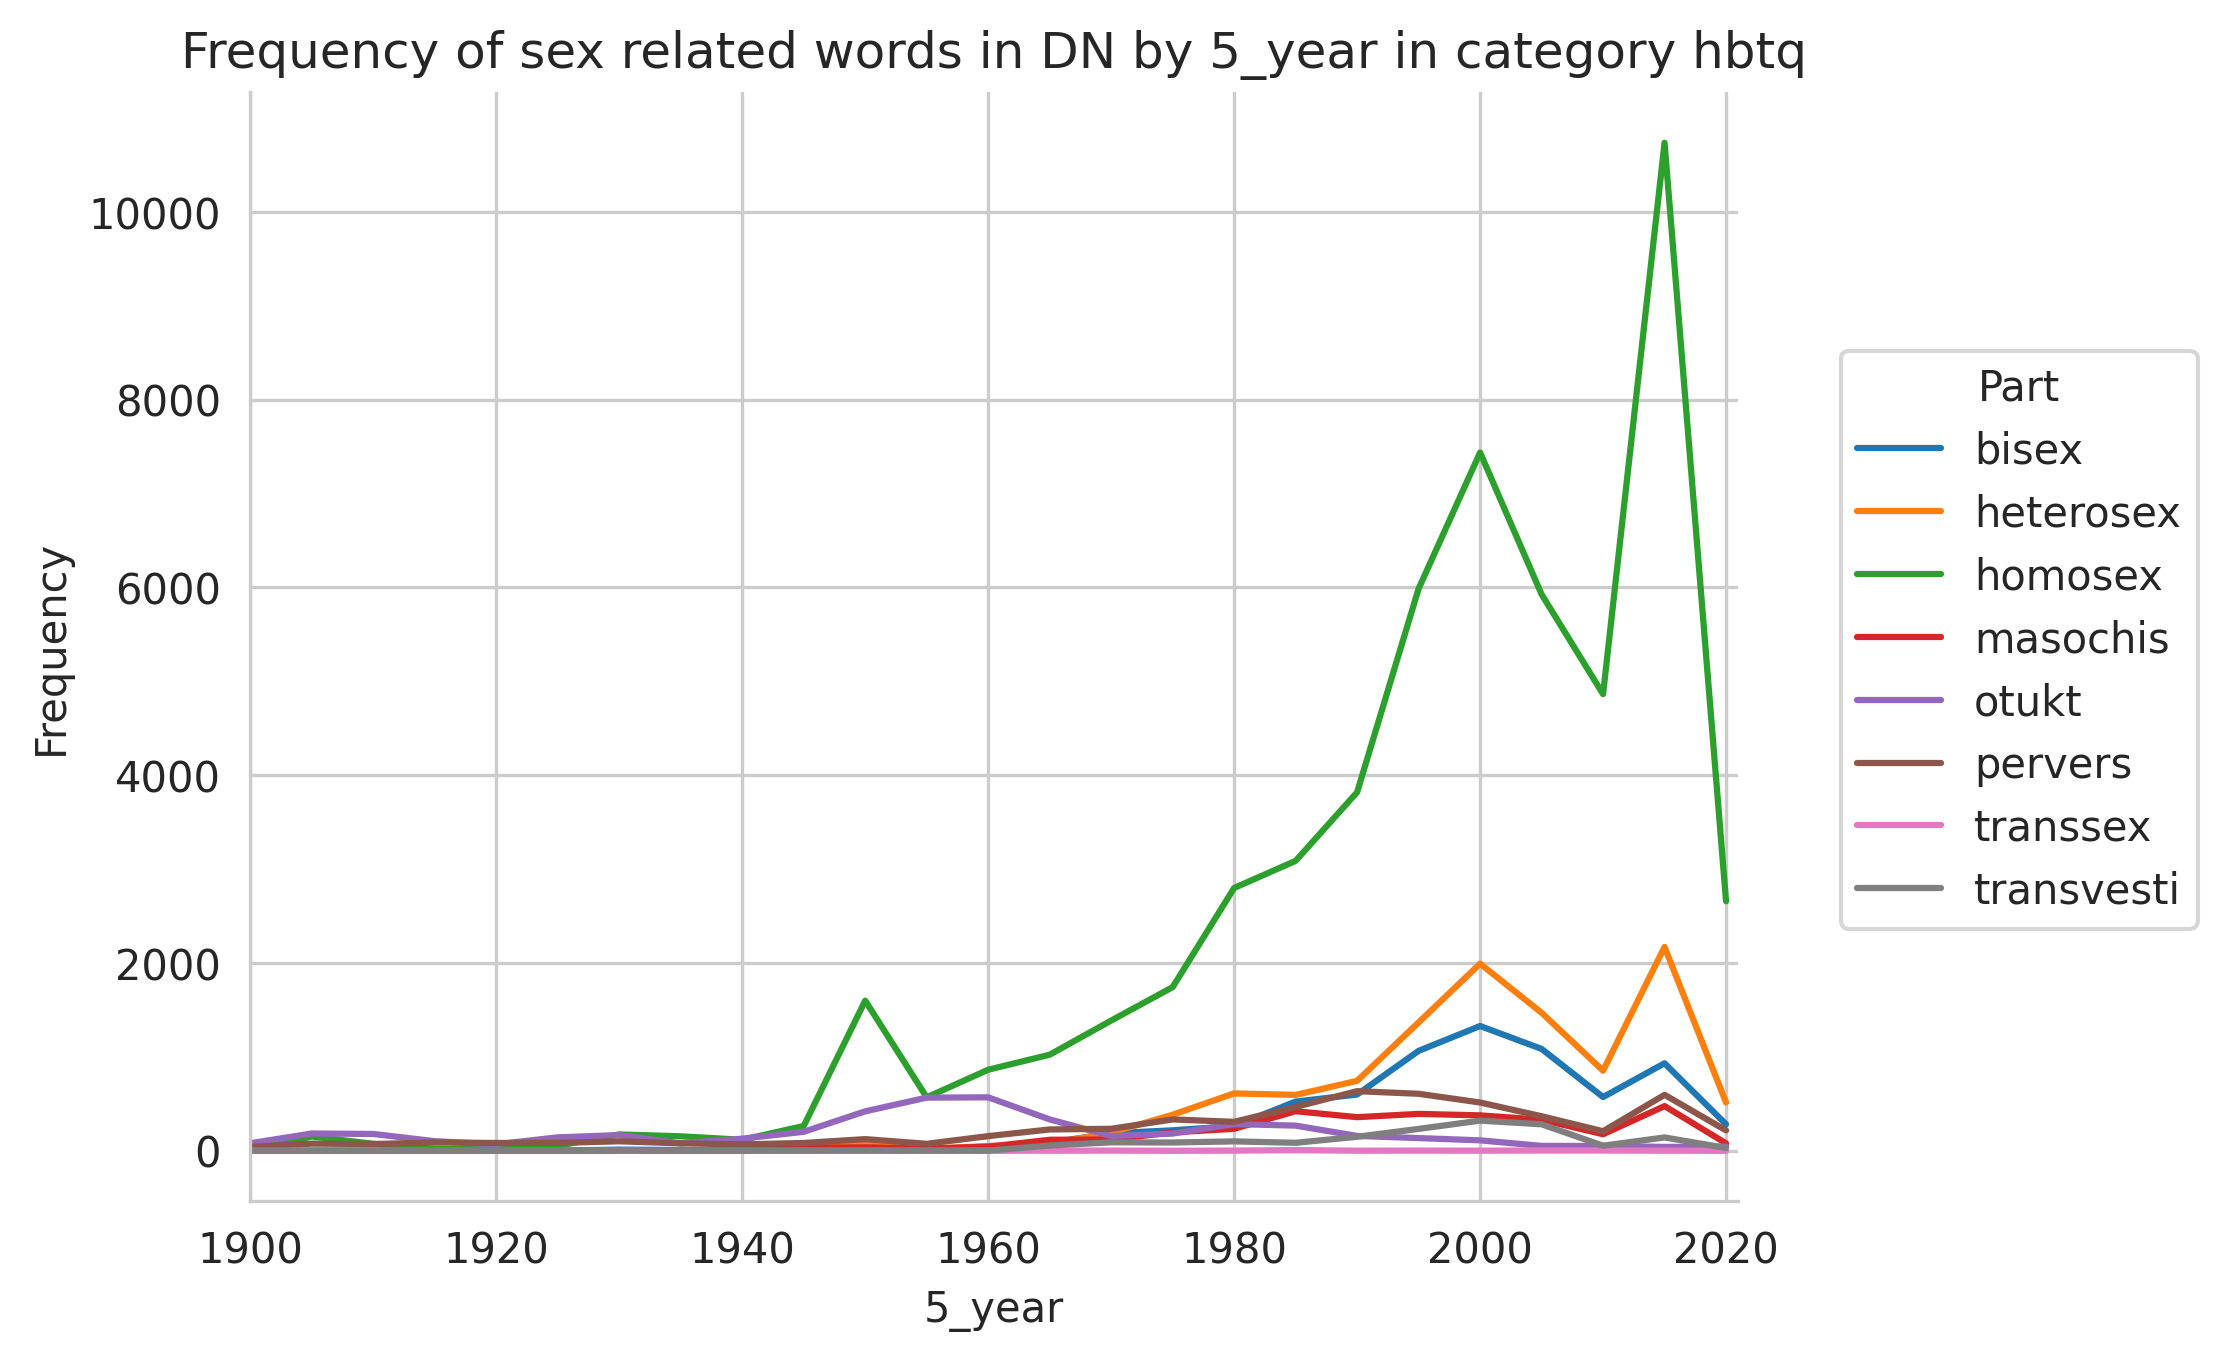 Frequency of sex related words in DN by 5_year in category hbtq
10000
8000
6000
4000
2000
0
Frequency
1900 1920 1940 1960 1980 2000 2020
5_year
Part
bisex
heterosex
homosex
masochis
otukt
pervers
transsex
transvesti